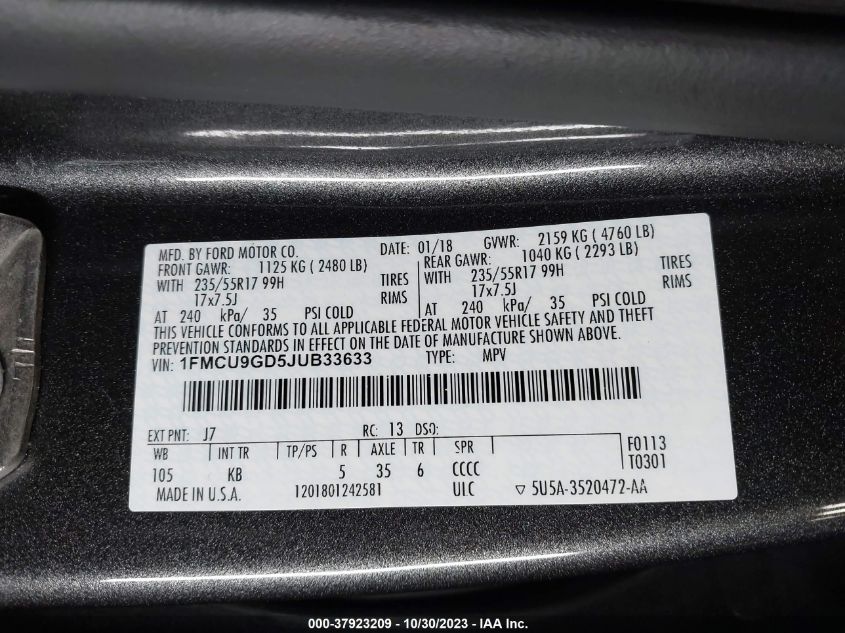 MFD. BY FORD MOTOR CO. DATE: 01/18 GVWR: 2159 KG ( 4760 LB)
FRONT GAWR: 1125 KG ( 2480 LB) REAR GAWR: 1040 KG ( 2293 LB)
WITH 235/55R17 99H TIRES WITH 235/55R17 99H TIRES
17x7.5J RIMS 17x7.5J RIMS
AT 240 kPa/ 35 PSI COLD AT 240 kPa/ 35 PSI COLD
THIS VEHICLE CONFORMS TO ALL APPLICABLE FEDERAL MOTOR VEHICLE SAFETY AND THEFT
PREVENTION STANDARDS IN EFFECT ON THE DATE OF MANUFACTURE SHOWN ABOVE.
VIN: 1FMCU9GD5JUB33633 TYPE: MPV
EXT PNT: J7 RC: 13 DSO: F0113
WB INT TR TP/PS R AXLE TR SPR T0301
105 KB 5 35 6 CCCC
MADE IN U.S.A. 1201801242581 UIC ▽ 5U5A-3520472-AA
000-37923209 - 10/30/2023 - IAA Inc.